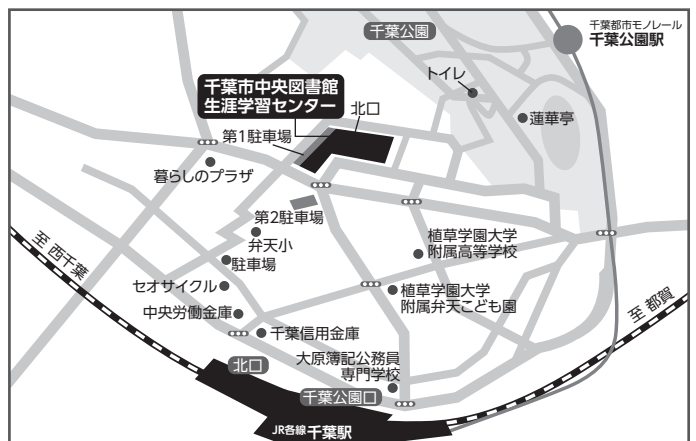 千葉公園
千葉都市モノレール
千葉公園駅
トイレ
千葉市中央図書館
生涯学習センター
北口
蓮華亭
第1駐車場
暮らしのプラザ
第2駐車場
弁天小
駐車場
植草学園大学
附属高等学校
至 西千葉
セオサイクル
植草学園大学
附属弁天こども園
中央労働金庫
至 都賀
千葉信用金庫
北口
大原簿記公務員
専門学校
千葉公園口
JR各線千葉駅